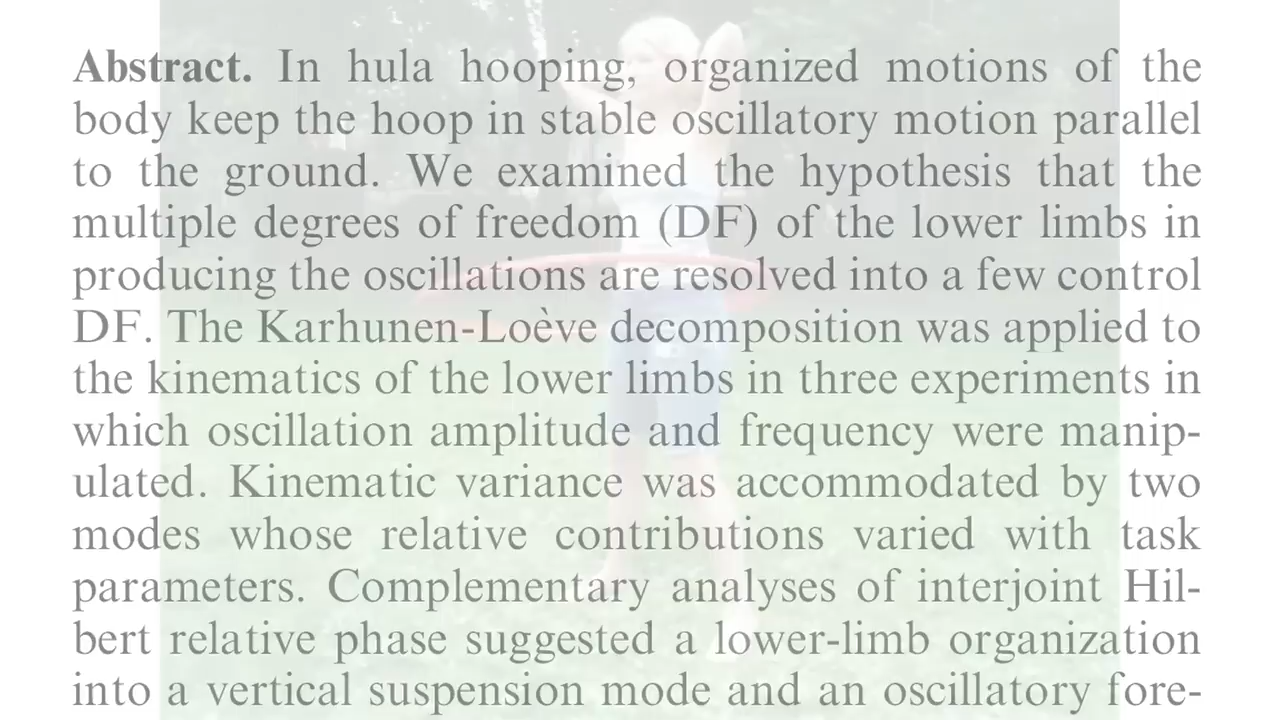 Abstract. In hula hooping, organized motions of the
body keep the hoop in stable oscillatory motion parallel
to the ground. We examined the hypothesis that the
multiple degrees of freedom (DF) of the lower limbs in
producing the oscillations are resolved into a few control
DF. The Karhunen-Loève decomposition was applied to
the kinematics of the lower limbs in three experiments in
which oscillation amplitude and frequency were manip-
ulated. Kinematic variance was accommodated by two
modes whose relative contributions varied with task
parameters. Complementary analyses of interjoint Hil-
bert relative phase suggested a lower-limb organization
into a vertical suspension mode and an oscillatory fore-